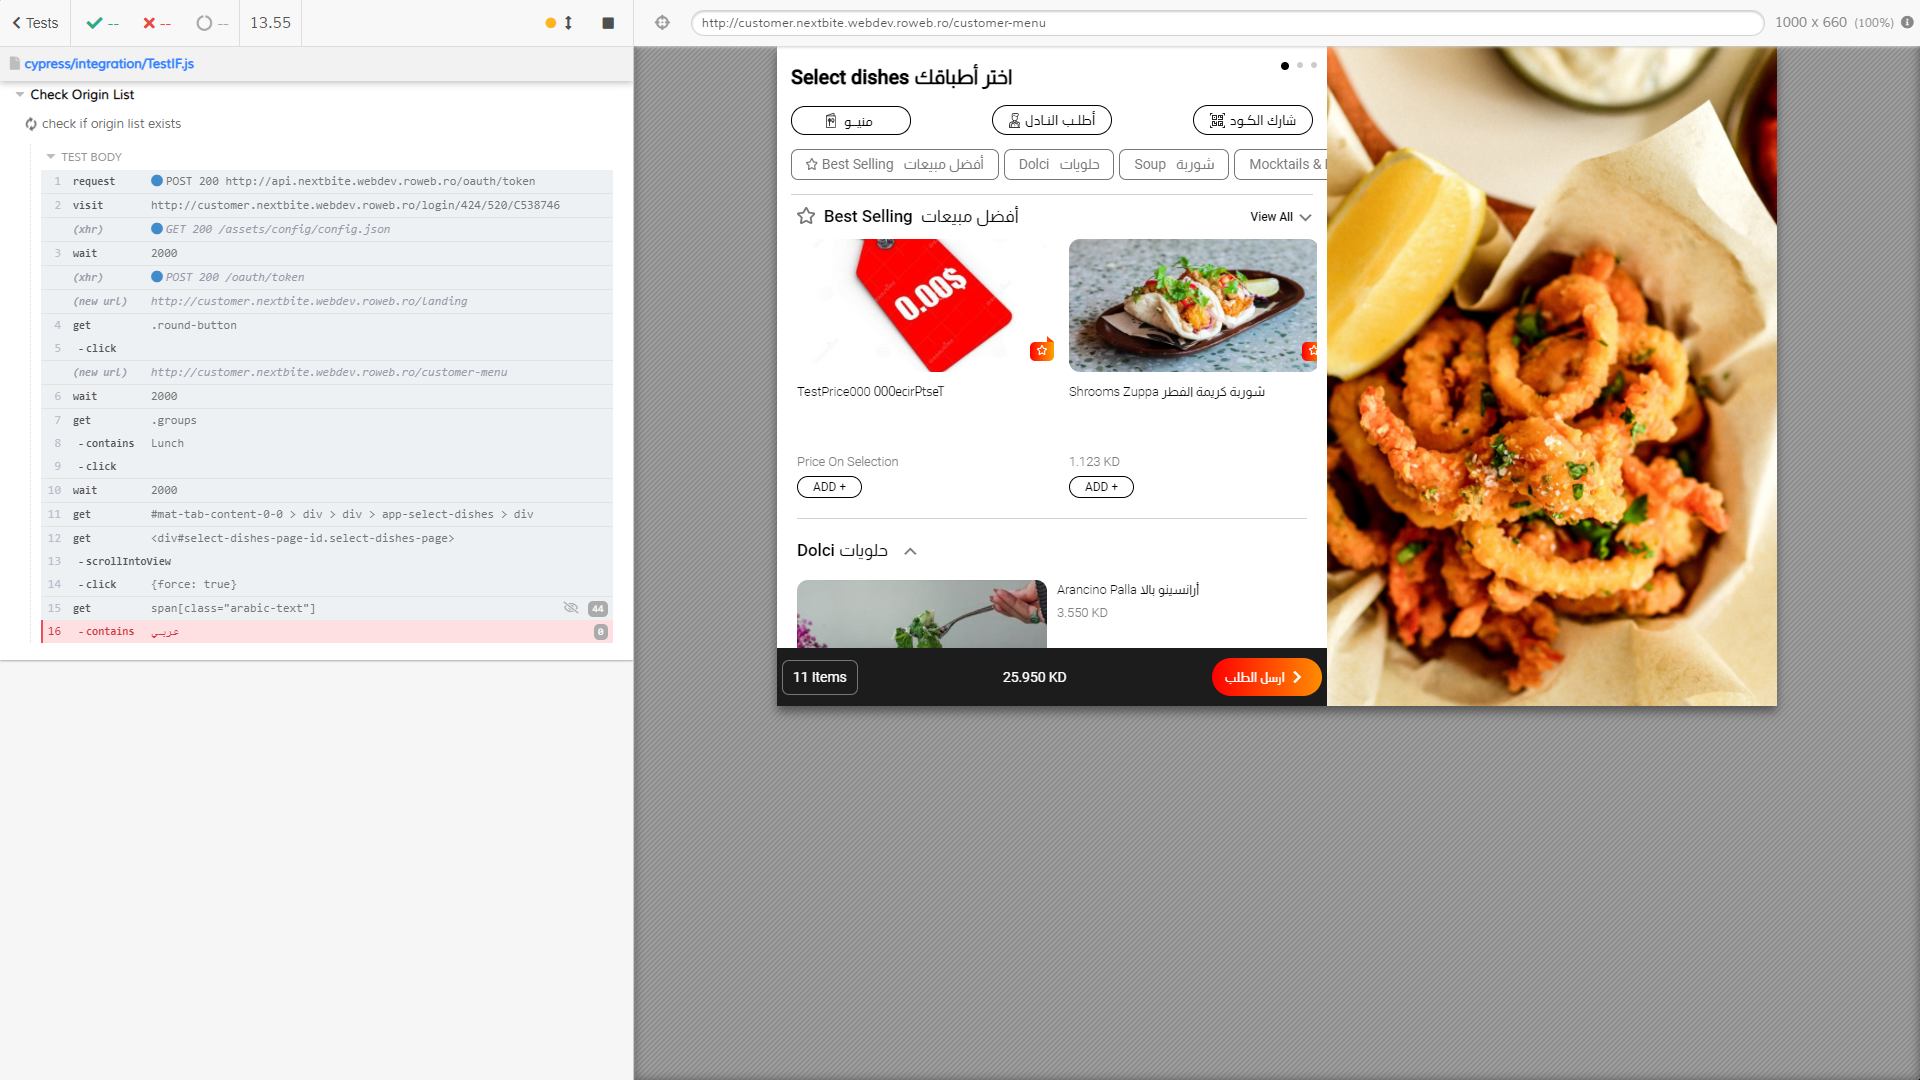 Tests -- -- -- 13.55
http://customer.nextbite.webdev.roweb.ro/customer-menu 1000 x 660 (100%)
cypress/integration/TestIF.js
Check Origin List
check if origin list exists
TEST BODY
1 request POST 200 http://api.nextbite.webdev.roweb.ro/oauth/token
2 visit http://customer.nextbite.webdev.roweb.ro/login/424/520/C538746
(xhr) GET 200 /assets/config/config.json
3 wait 2000
(xhr) POST 200 /oauth/token
(new url) http://customer.nextbite.webdev.roweb.ro/landing
4 get .round-button
5 -click
(new url) http://customer.nextbite.webdev.roweb.ro/customer-menu
6 wait 2000
7 get .groups
8 -contains Lunch
9 -click
10 wait 2000
11 get #mat-tab-content-0-0 > div > div > app-select-dishes > div
12 get <div#select-dishes-page-id.select-dishes-page>
13 -scrollIntoView
14 -click {force: true}
15 get span[class="arabic-text"] 44
16 -contains عربـي 0
Select dishes اختر أطباقك
منيــو
أطلـب النـادل
شارك الكـود
Best Selling أفضل مبيعات
Dolci حلويات
Soup شوربة
Mocktails &
Best Selling أفضل مبيعات
View All
0.00$
TestPrice000 000ecirPtseT
Price On Selection
ADD +
Shrooms Zuppa شوربة كريمة الفطر
1.123 KD
ADD +
Dolci حلويات
Arancino Palla أرانسينو بالا
3.550 KD
11 Items
25.950 KD
ارسل الطلب